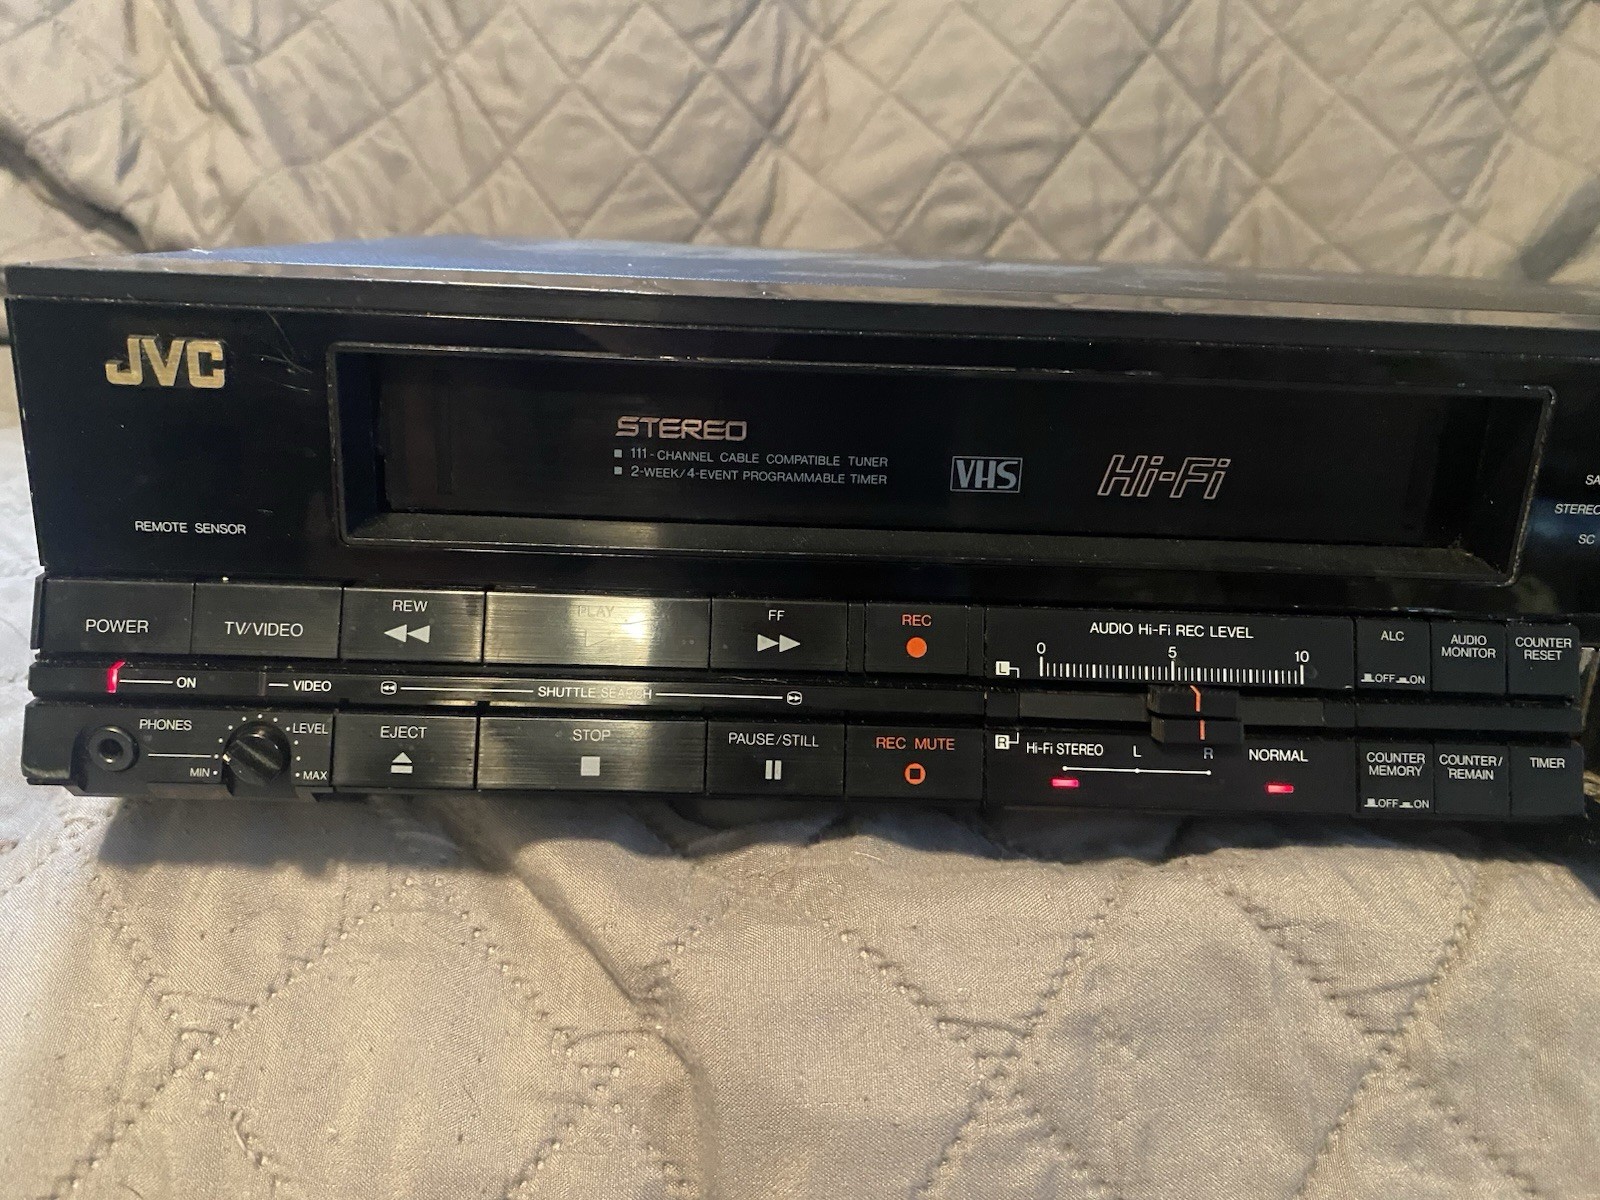 JVC
STEREO
111-CHANNEL CABLE COMPATIBLE TUNER
2-WEEK/4-EVENT PROGRAMMABLE TIMER
VHS
Hi-Fi
STEREO
SC
REMOTE SENSOR
POWER
TV/VIDEO
REW
PLAY
FF
REC
AUDIO Hi-Fi REC LEVEL
0 5 10
L
ALC
OFF ON
AUDIO MONITOR
COUNTER RESET
ON
VIDEO
SHUTTLE SEARCH
PHONES
LEVEL
MIN
MAX
EJECT
STOP
PAUSE/STILL
REC MUTE
R
Hi-Fi STEREO
L
R
NORMAL
COUNTER MEMORY
OFF ON
COUNTER/ REMAIN
TIMER